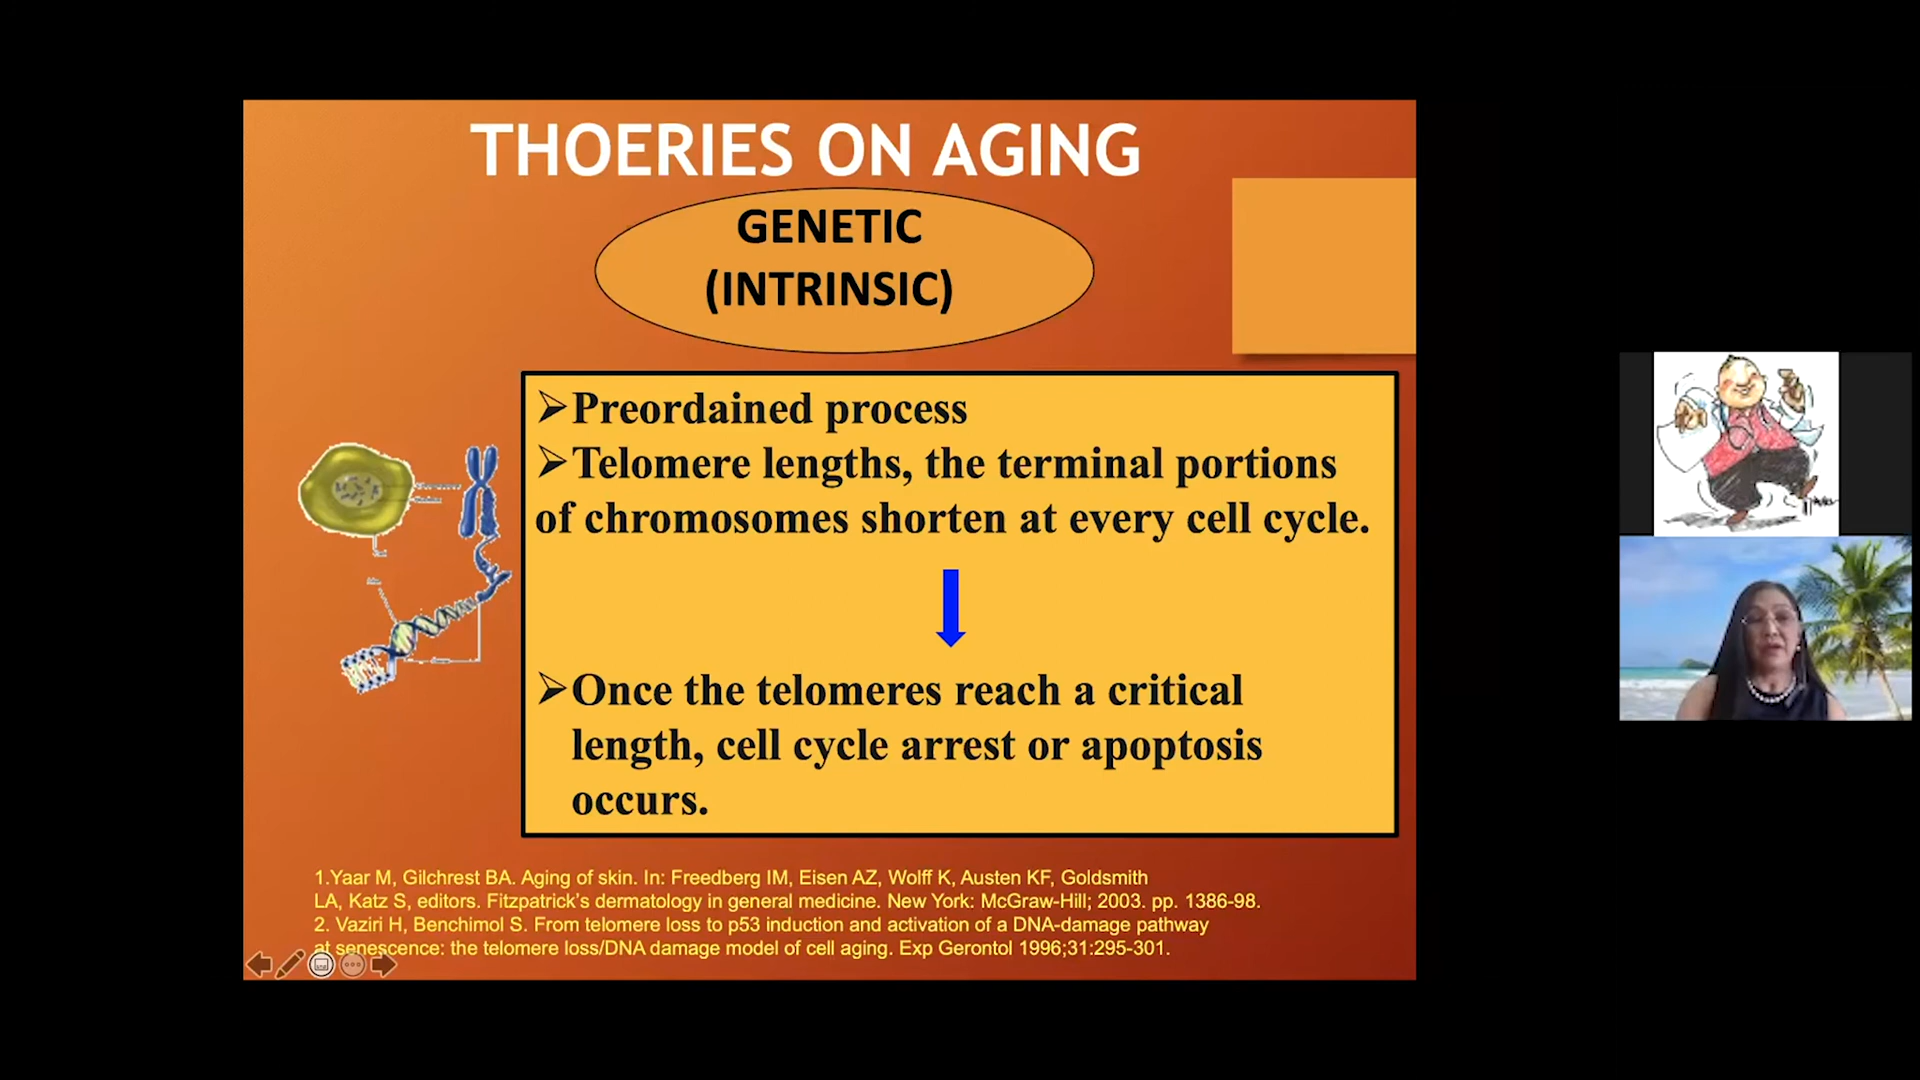 THOERIES ON AGING
GENETIC
(INTRINSIC)
➢Preordained process
➢Telomere lengths, the terminal portions
of chromosomes shorten at every cell cycle.
➢Once the telomeres reach a critical
length, cell cycle arrest or apoptosis
occurs.
1.Yaar M, Gilchrest BA. Aging of skin. In: Freedberg IM, Eisen AZ, Wolff K, Austen KF, Goldsmith
LA, Katz S, editors. Fitzpatrick’s dermatology in general medicine. New York: McGraw-Hill; 2003. pp. 1386-98.
2. Vaziri H, Benchimol S. From telomere loss to p53 induction and activation of a DNA-damage pathway
at senescence: the telomere loss/DNA damage model of cell aging. Exp Gerontol 1996;31:295-301.